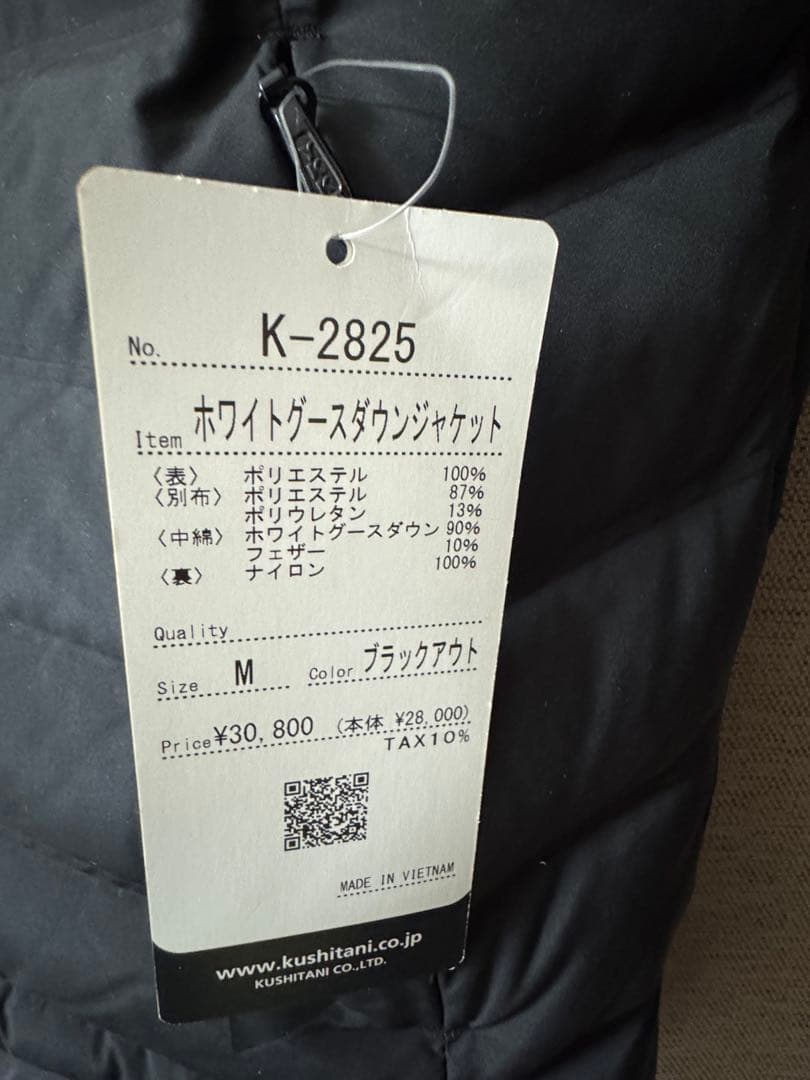 No. K-2825
Item ホワイトグースダウンジャケット
〈表〉 ポリエステル 100%
〈別布〉 ポリエステル 87%
ポリウレタン 13%
〈中綿〉 ホワイトグースダウン 90%
フェザー 10%
〈裏〉 ナイロン 100%
Quality
Size M Color ブラックアウト
Price ¥30,800 (本体 ¥28,000)
TAX10%
MADE IN VIETNAM
www.kushitani.co.jp
KUSHITANI CO.,LTD.